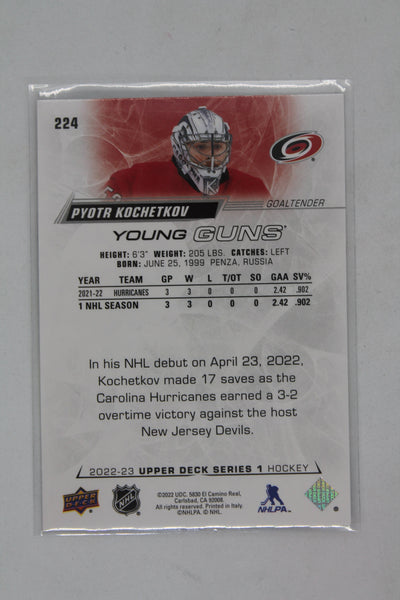 224
PYOTR KOCHETKOV
GOALTENDER
YOUNG GUNS
HEIGHT: 6'3" WEIGHT: 205 LBS. CATCHES: LEFT
BORN: JUNE 25, 1999 PENZA, RUSSIA
YEAR TEAM GP W L T/OT SO GAA SV%
2021-22 HURRICANES 3 3 0 0 0 2.42 .902
1 NHL SEASON 3 3 0 0 0 2.42 .902
In his NHL debut on April 23, 2022,
Kochetkov made 17 saves as the
Carolina Hurricanes earned a 3-2
overtime victory against the host
New Jersey Devils.
2022-23 UPPER DECK SERIES 1 HOCKEY
UPPER DECK
NHL
©2022 UDC. 5830 El Camino Real,
Carlsbad, CA 92008.
All rights reserved. Printed in China.
©NHLPA. © NHL.
NHLPA